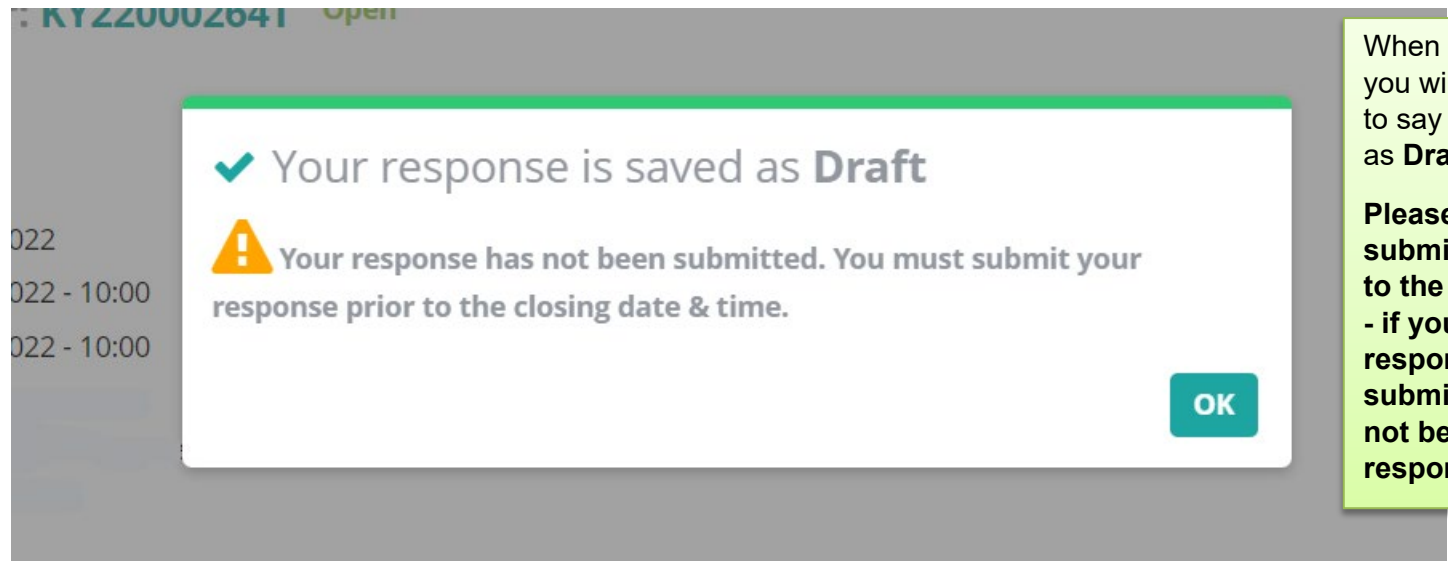 : KY220002641 Open
Your response is saved as Draft
Your response has not been submitted. You must submit your
response prior to the closing date & time.
OK
022
022 - 10:00
022 - 10:00
When
you wi
to say
as Dra
Please
submi
to the
- if you
respon
submi
not be
respon